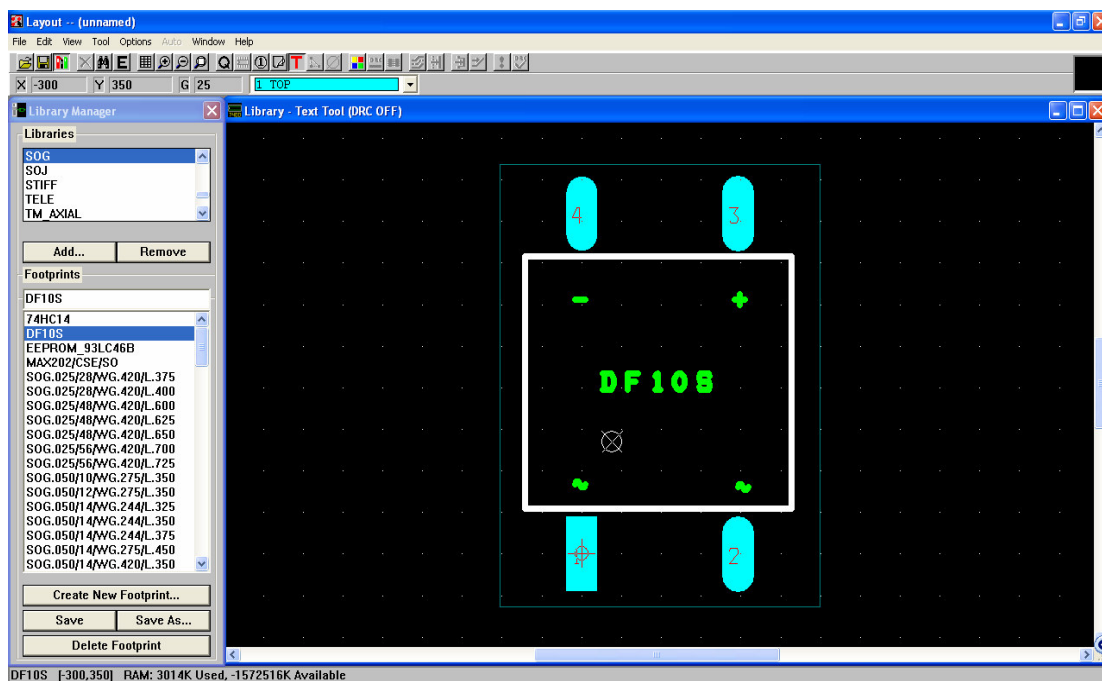 Layout -- (unnamed)
File Edit View Tool Options Auto Window Help
X -300 Y 350 G 25 1 TOP
Library Manager
Library - Text Tool (DRC OFF)
Libraries
SOG
SOJ
STIFF
TELE
TM_AXIAL
Add... Remove
Footprints
DF10S
74HC14
DF10S
EEPROM_93LC46B
MAX202/CSE/SO
SOG.025/28/WG.420/L.375
SOG.025/28/WG.420/L.400
SOG.025/48/WG.420/L.600
SOG.025/48/WG.420/L.625
SOG.025/48/WG.420/L.650
SOG.025/56/WG.420/L.700
SOG.025/56/WG.420/L.725
SOG.050/10/WG.275/L.350
SOG.050/12/WG.275/L.350
SOG.050/14/WG.244/L.325
SOG.050/14/WG.244/L.350
SOG.050/14/WG.244/L.375
SOG.050/14/WG.275/L.450
SOG.050/14/WG.420/L.350
Create New Footprint...
Save Save As...
Delete Footprint
4 3
- +
DF10S
~ ~
1 2
DF10S [-300,350] RAM: 3014K Used, -1572516K Available